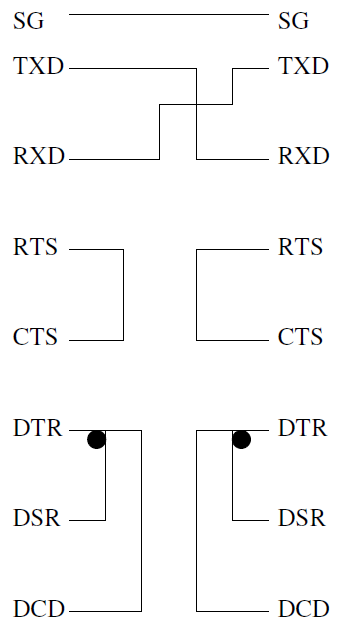 SG SG
TXD TXD
RXD RXD
RTS RTS
CTS CTS
DTR DTR
DSR DSR
DCD DCD